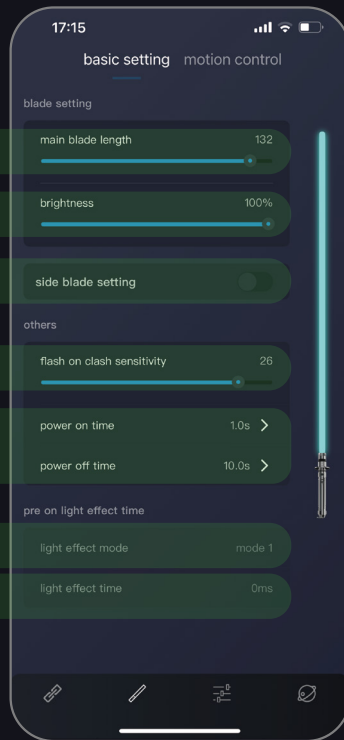 17:15
basic setting motion control
blade setting
main blade length 132
brightness 100%
side blade setting
others
flash on clash sensitivity 26
power on time 1.0s
power off time 10.0s
pre on light effect time
light effect mode mode 1
light effect time 0ms